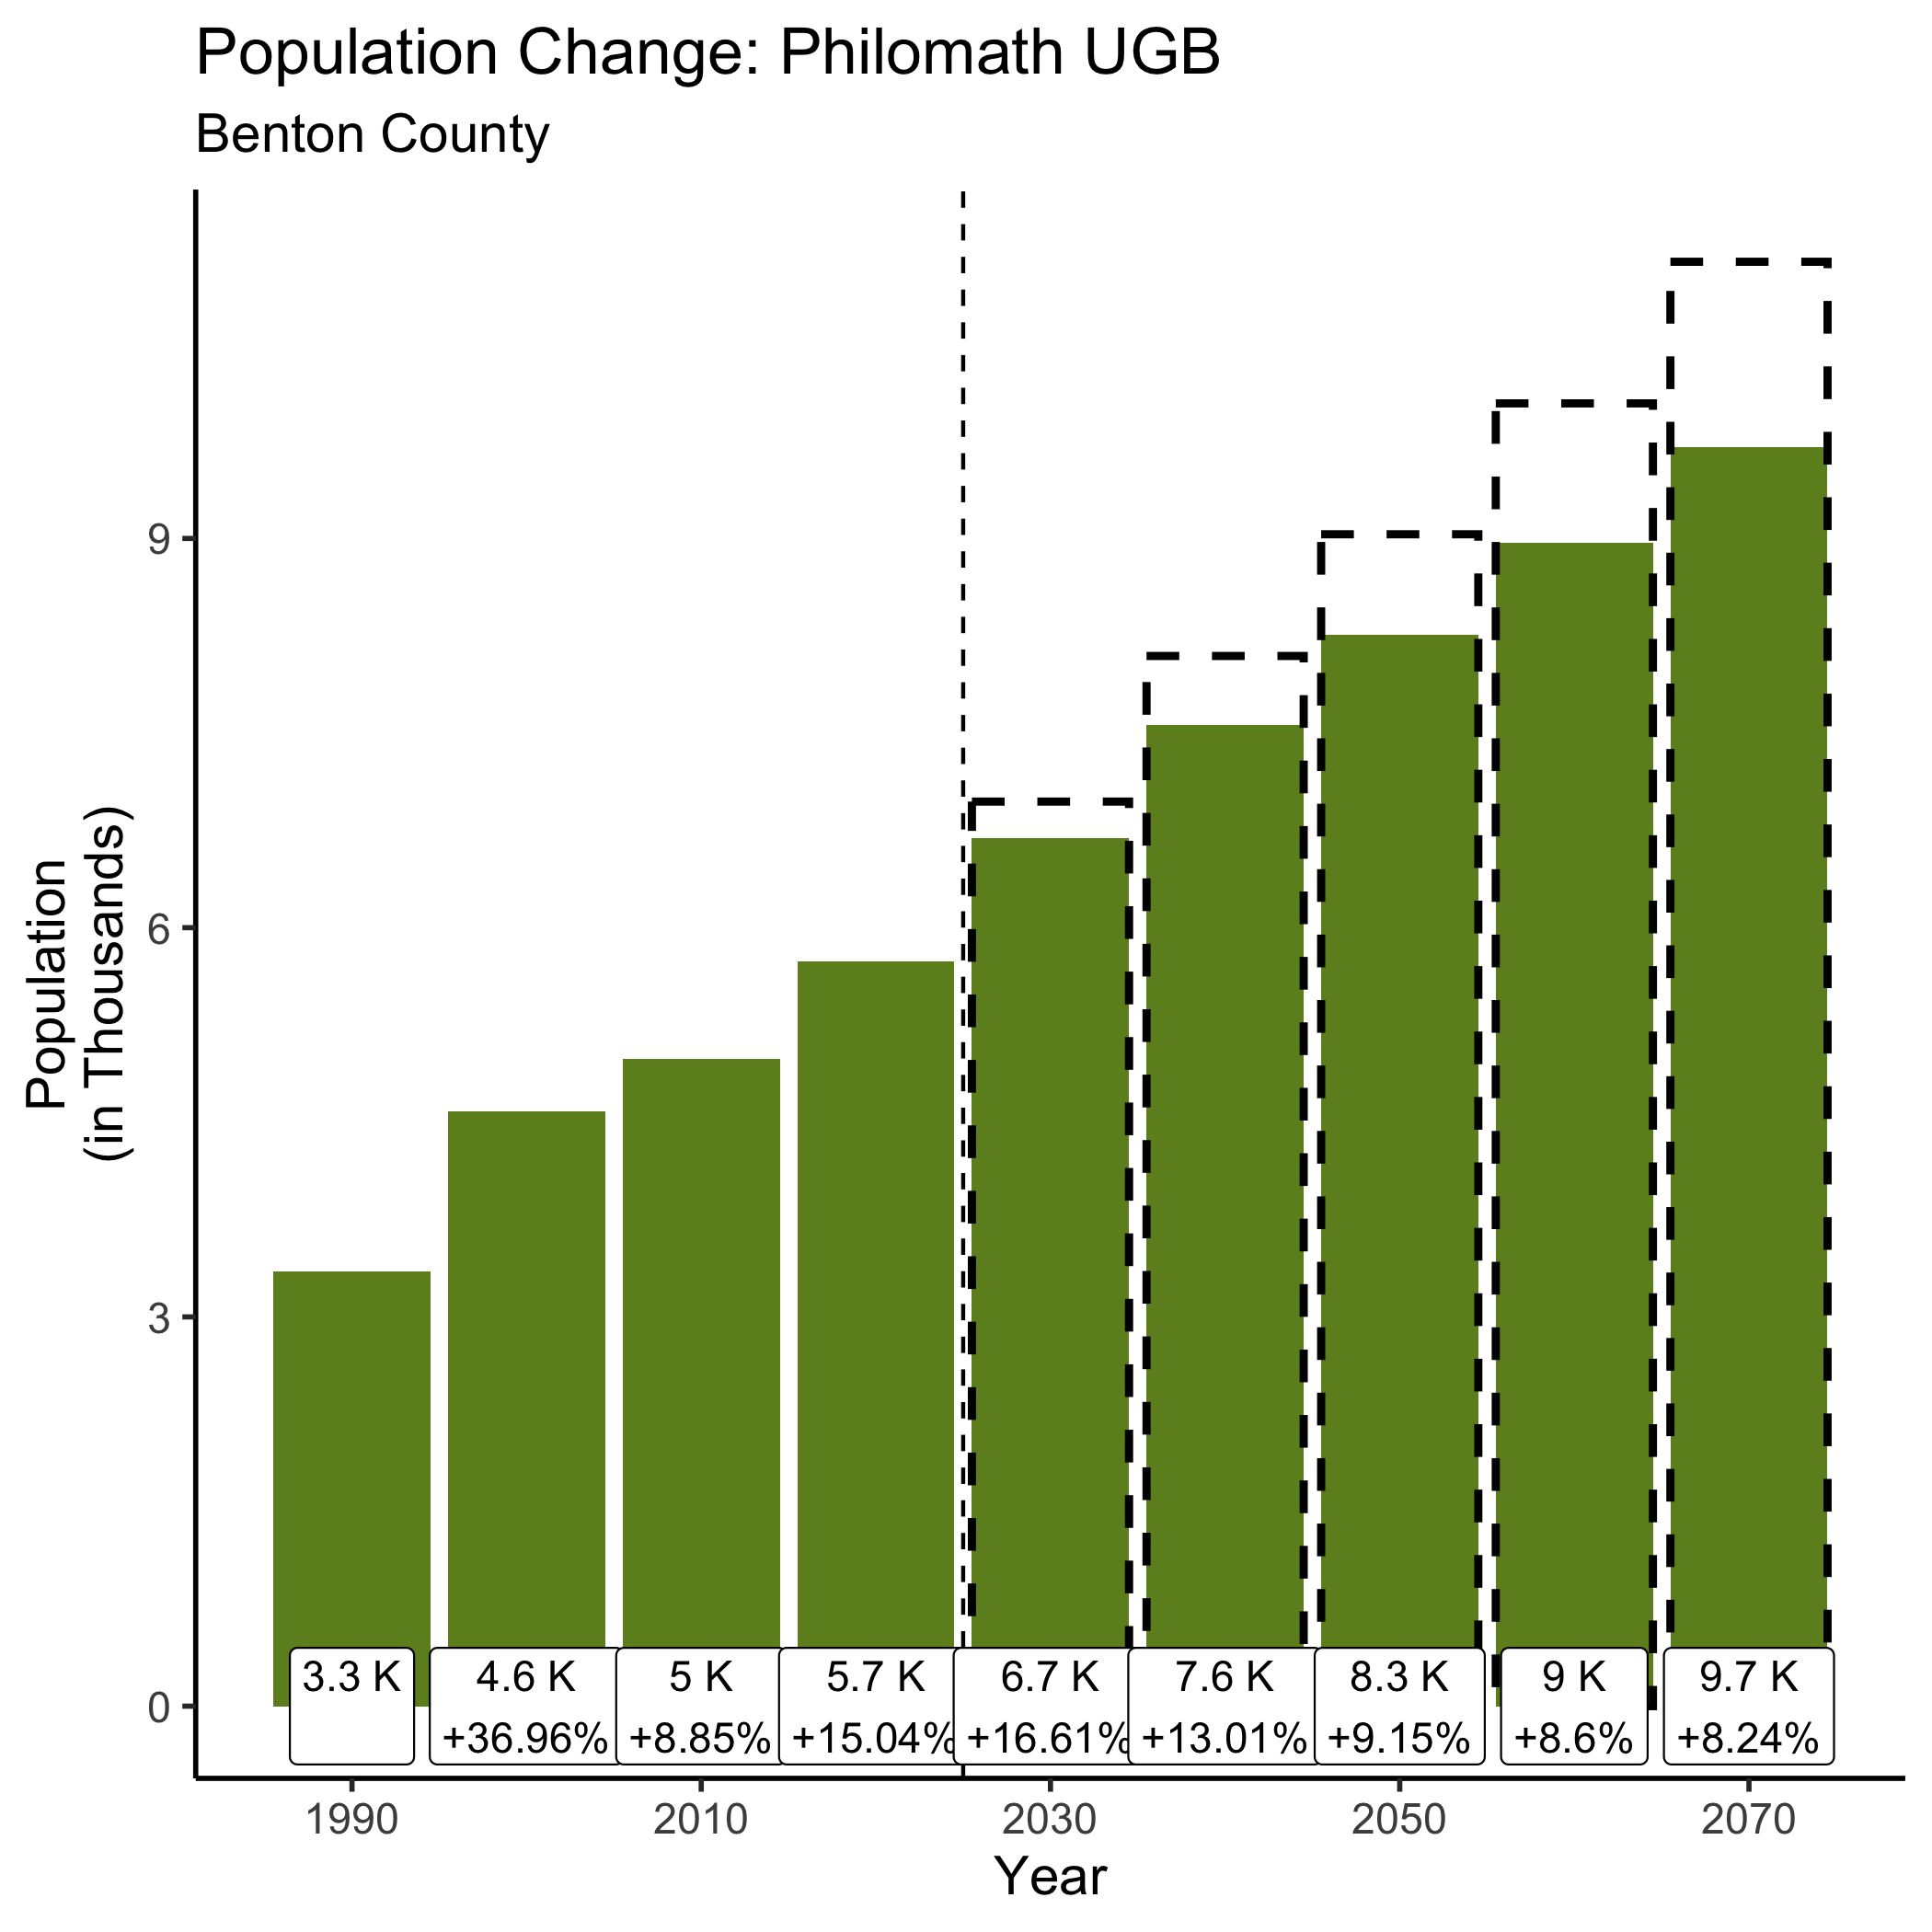 Population Change: Philomath UGB
Benton County
Population
(in Thousands)
9
6
3
0
3.3 K
4.6 K
+36.96%
5 K
+8.85%
5.7 K
+15.04%
6.7 K
+16.61%
7.6 K
+13.01%
8.3 K
+9.15%
9 K
+8.6%
9.7 K
+8.24%
1990
2010
2030
2050
2070
Year